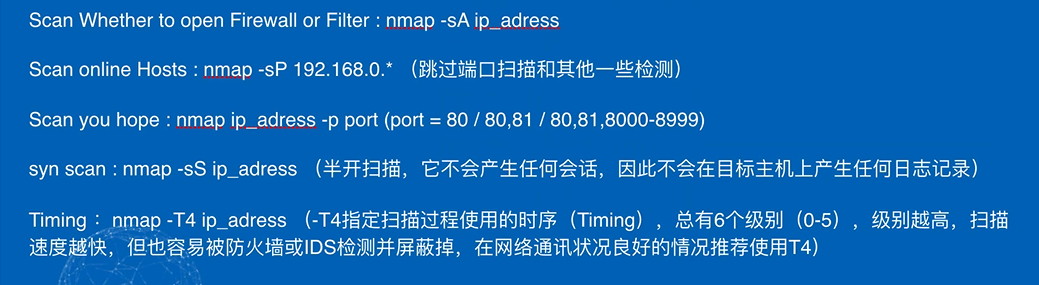 Scan Whether to open Firewall or Filter : nmap -sA ip_adress
Scan online Hosts : nmap -sP 192.168.0.* （跳过端口扫描和其他一些检测）
Scan you hope : nmap ip_adress -p port (port = 80 / 80,81 / 80,81,8000-8999)
syn scan : nmap -sS ip_adress （半开扫描，它不会产生任何会话，因此不会在目标主机上产生任何日志记录）
Timing： nmap -T4 ip_adress （-T4指定扫描过程使用的时序（Timing），总有6个级别（0-5），级别越高，扫描
速度越快，但也容易被防火墙或IDS检测并屏蔽掉，在网络通讯状况良好的情况推荐使用T4）